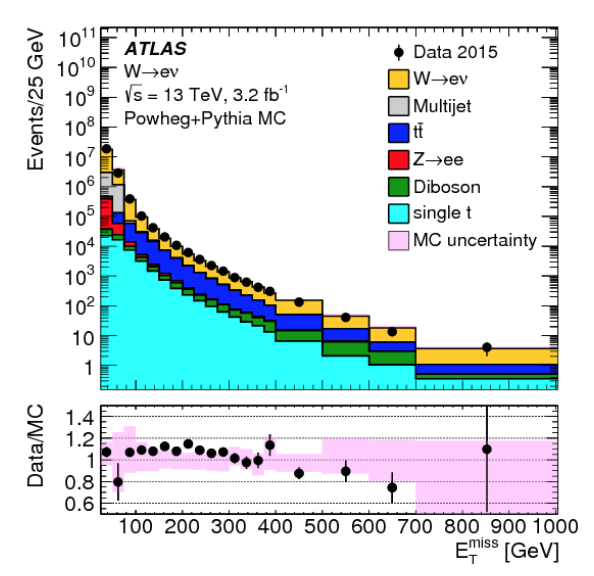 Events/25 GeV
10¹¹
10¹⁰
10⁹
10⁸
10⁷
10⁶
10⁵
10⁴
10³
10²
10
1
ATLAS
W→eν
√s = 13 TeV, 3.2 fb⁻¹
Powheg+Pythia MC
Data 2015
W→eν
Multijet
tt̄
Z→ee
Diboson
single t
MC uncertainty
Data/MC
1.4
1.2
1
0.8
0.6
100 200 300 400 500 600 700 800 900 1000
E_T^miss [GeV]